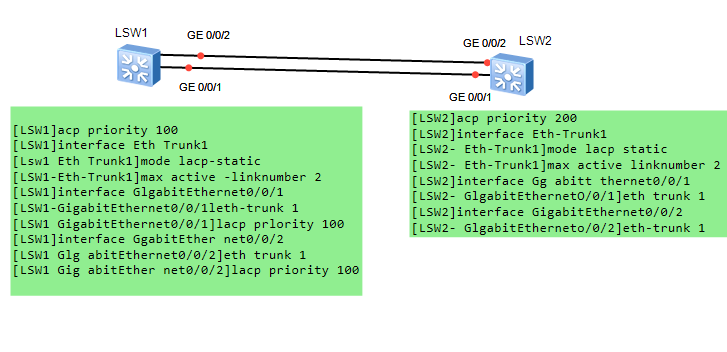 LSW1
GE 0/0/2
GE 0/0/1
LSW2
GE 0/0/2
GE 0/0/1
[LSW1]acp priority 100
[LSW1]interface Eth Trunk1
[Lsw1 Eth Trunk1]mode lacp-static
[LSW1-Eth-Trunk1]max active -linknumber 2
[LSW1]interface GlgabitEthernet0/0/1
[LSW1-GigabitEthernet0/0/1leth-trunk 1
[LSW1 GigabitEthernet0/0/1]lacp prlority 100
[LSW1]interface GgabitEther net0/0/2
[LSW1 Glg abitEthernet0/0/2]eth trunk 1
[LSW1 Gig abitEther net0/0/2]lacp priority 100
[LSW2]acp priority 200
[LSW2]interface Eth-Trunk1
[LSW2- Eth-Trunk1]mode lacp static
[LSW2- Eth-Trunk1]max active linknumber 2
[LSW2]interface Gg abitt thernet0/0/1
[LSW2- GlgabitEthernetO/0/1]eth trunk 1
[LSW2]interface GigabitEthernet0/0/2
[LSW2- GlgabitEtherneto/0/2]eth-trunk 1